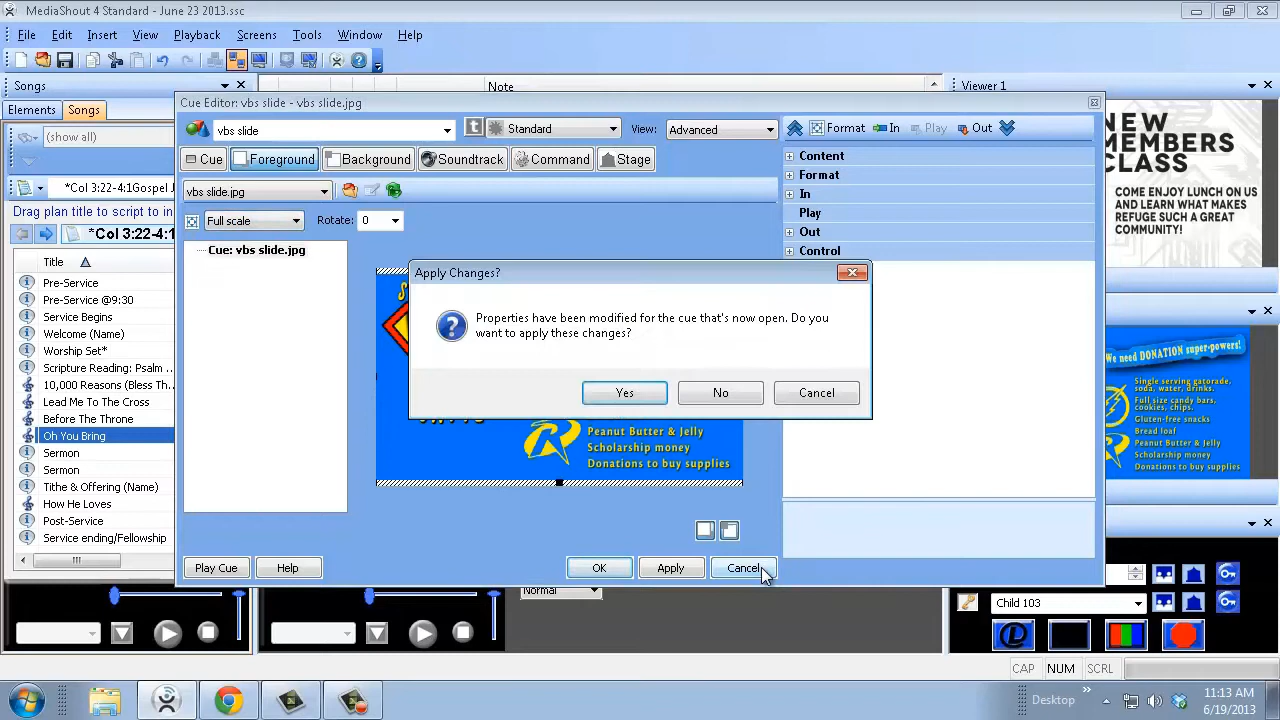 MediaShout 4 Standard - June 23 2013.ssc
File Edit Insert View Playback Screens Tools Window Help
Songs
Note
Viewer 1
Elements Songs
(show all)
*Col 3:22-4:1Gospel J
Drag plan title to script to in
*Col 3:22-4:1
Title
Pre-Service
Pre-Service @9:30
Service Begins
Welcome (Name)
Worship Set*
Scripture Reading: Psalm ...
10,000 Reasons (Bless Th...
Lead Me To The Cross
Before The Throne
Oh You Bring
Sermon
Sermon
Tithe & Offering (Name)
How He Loves
Post-Service
Service ending/Fellowship
Cue Editor: vbs slide - vbs slide.jpg
vbs slide
Standard
View: Advanced
Format In Play Out
Cue Foreground Background Soundtrack Command Stage
vbs slide.jpg
Full scale
Rotate: 0
Cue: vbs slide.jpg
Content
Format
In
Play
Out
Control
Apply Changes?
Properties have been modified for the cue that's now open. Do you
want to apply these changes?
Yes No Cancel
Peanut Butter & Jelly
Scholarship money
Donations to buy supplies
Play Cue Help OK Apply Cancel
Normal
NEW
MEMBERS
CLASS
COME ENJOY LUNCH ON US
AND LEARN WHAT MAKES
REFUGE SUCH A GREAT
COMMUNITY!
We need DONATION super-powers!
Single serving gatorade,
soda, water, drinks.
Full size candy bars,
cookies, chips.
Gluten-free snacks
Bread loaf
Peanut Butter & Jelly
Scholarship money
Donations to buy supplies
Child 103
CAP NUM SCRL
Desktop
11:13 AM
6/19/2013